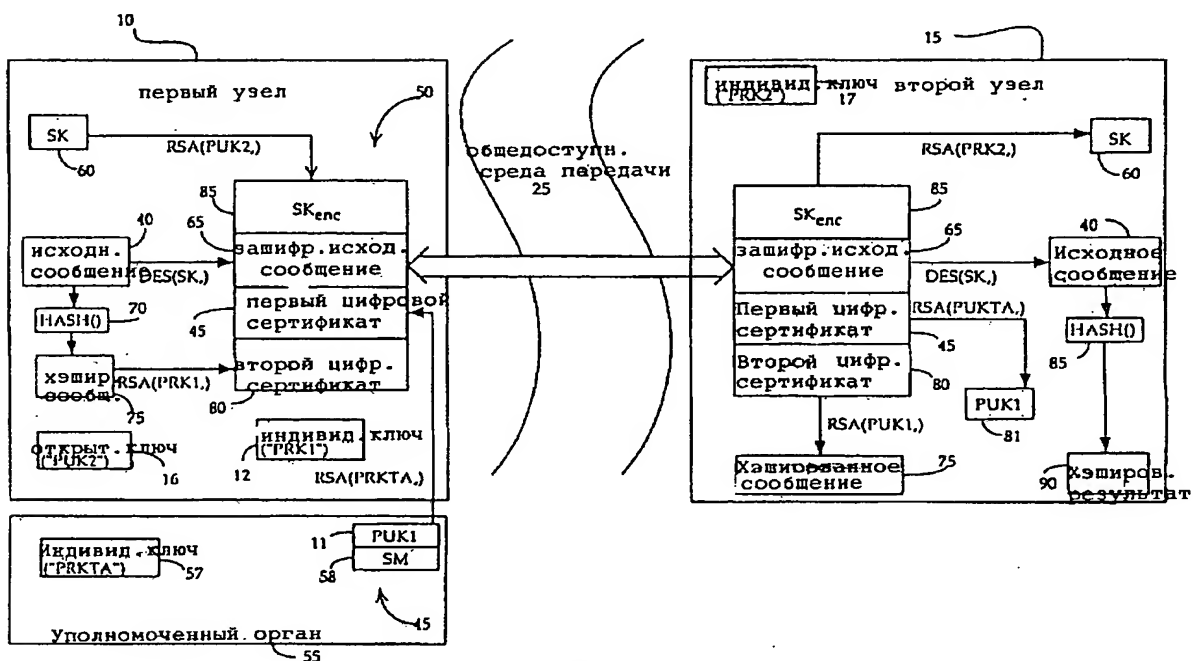 10
15
первый узел
50
SK
60
RSA(PUK2,)
85
SKenc
65
зашифр.исход.
сообщение
40
исходн.
сообщение
DES(SK,)
70
HASH()
45
первый цифровой
сертификат
хэшир.
сообщ.
75
RSA(PRK1,)
второй цифр.
сертификат
80
открыт.ключ
("PUK2")
16
индивид.ключ
("PRK1")
12
RSA(PRKTA,)
общедоступн.
среда передачи
25
индивид.ключ
("PRK2")
17
второй узел
RSA(PRK2,)
SK
60
85
SKenc
65
зашифр.исход.
сообщение
DES(SK,)
40
Исходное
сообщение
Первый цифр.
сертификат
45
RSA(PUKTA,)
HASH()
85
Второй цифр.
сертификат
80
PUK1
81
RSA(PUK1,)
Хэшированное
сообщение
75
90
Хэширов.
результат
Индивид.ключ
("PRKTA")
57
11
PUK1
58
SM
45
Уполномоченный орган
55